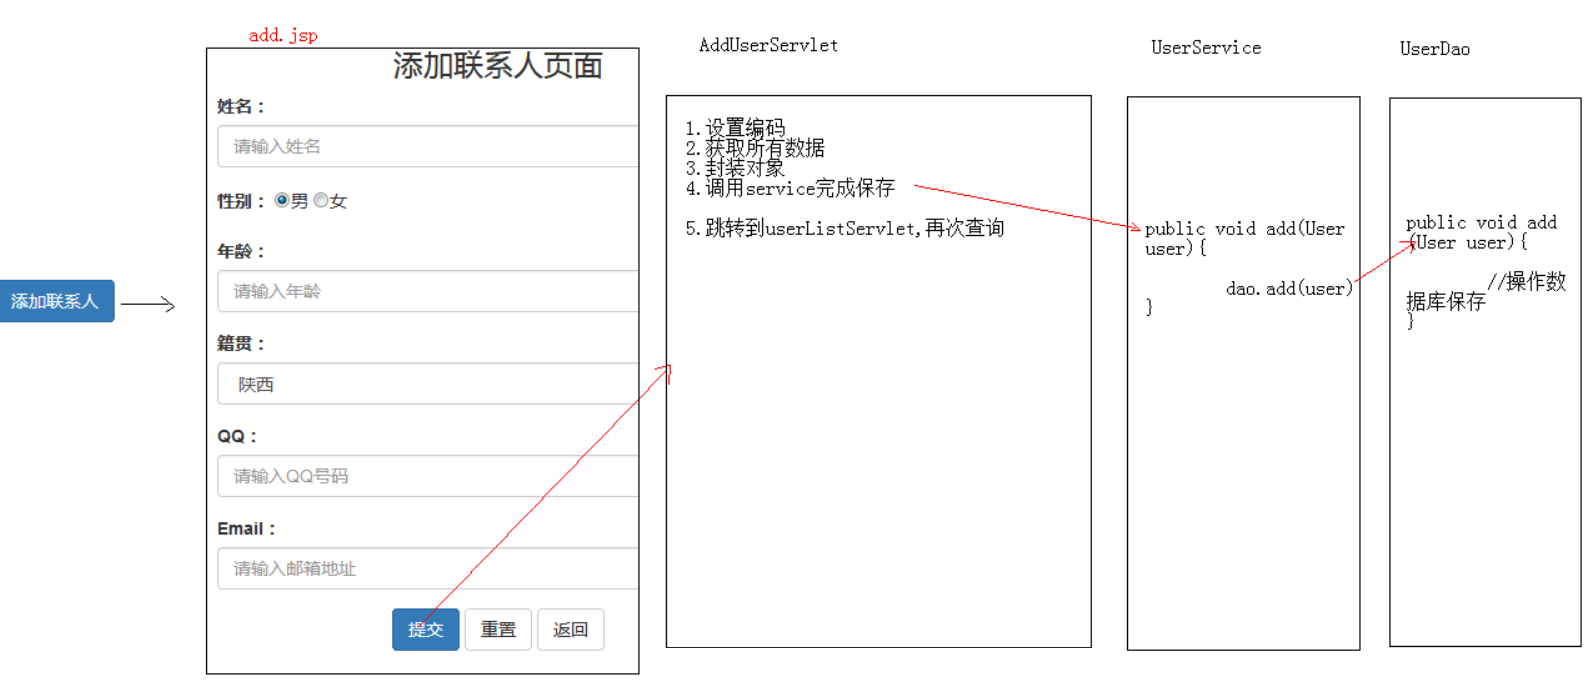 添加联系人
add.jsp
添加联系人页面
姓名：
请输入姓名
性别： 男 女
年龄：
请输入年龄
籍贯：
陕西
QQ：
请输入QQ号码
Email：
请输入邮箱地址
提交 重置 返回
AddUserServlet
1.设置编码
2.获取所有数据
3.封装对象
4.调用service完成保存
5.跳转到userListServlet,再次查询
UserService
public void add(User
user){
dao.add(user)
}
UserDao
public void add
(User user){
//操作数
据库保存
}